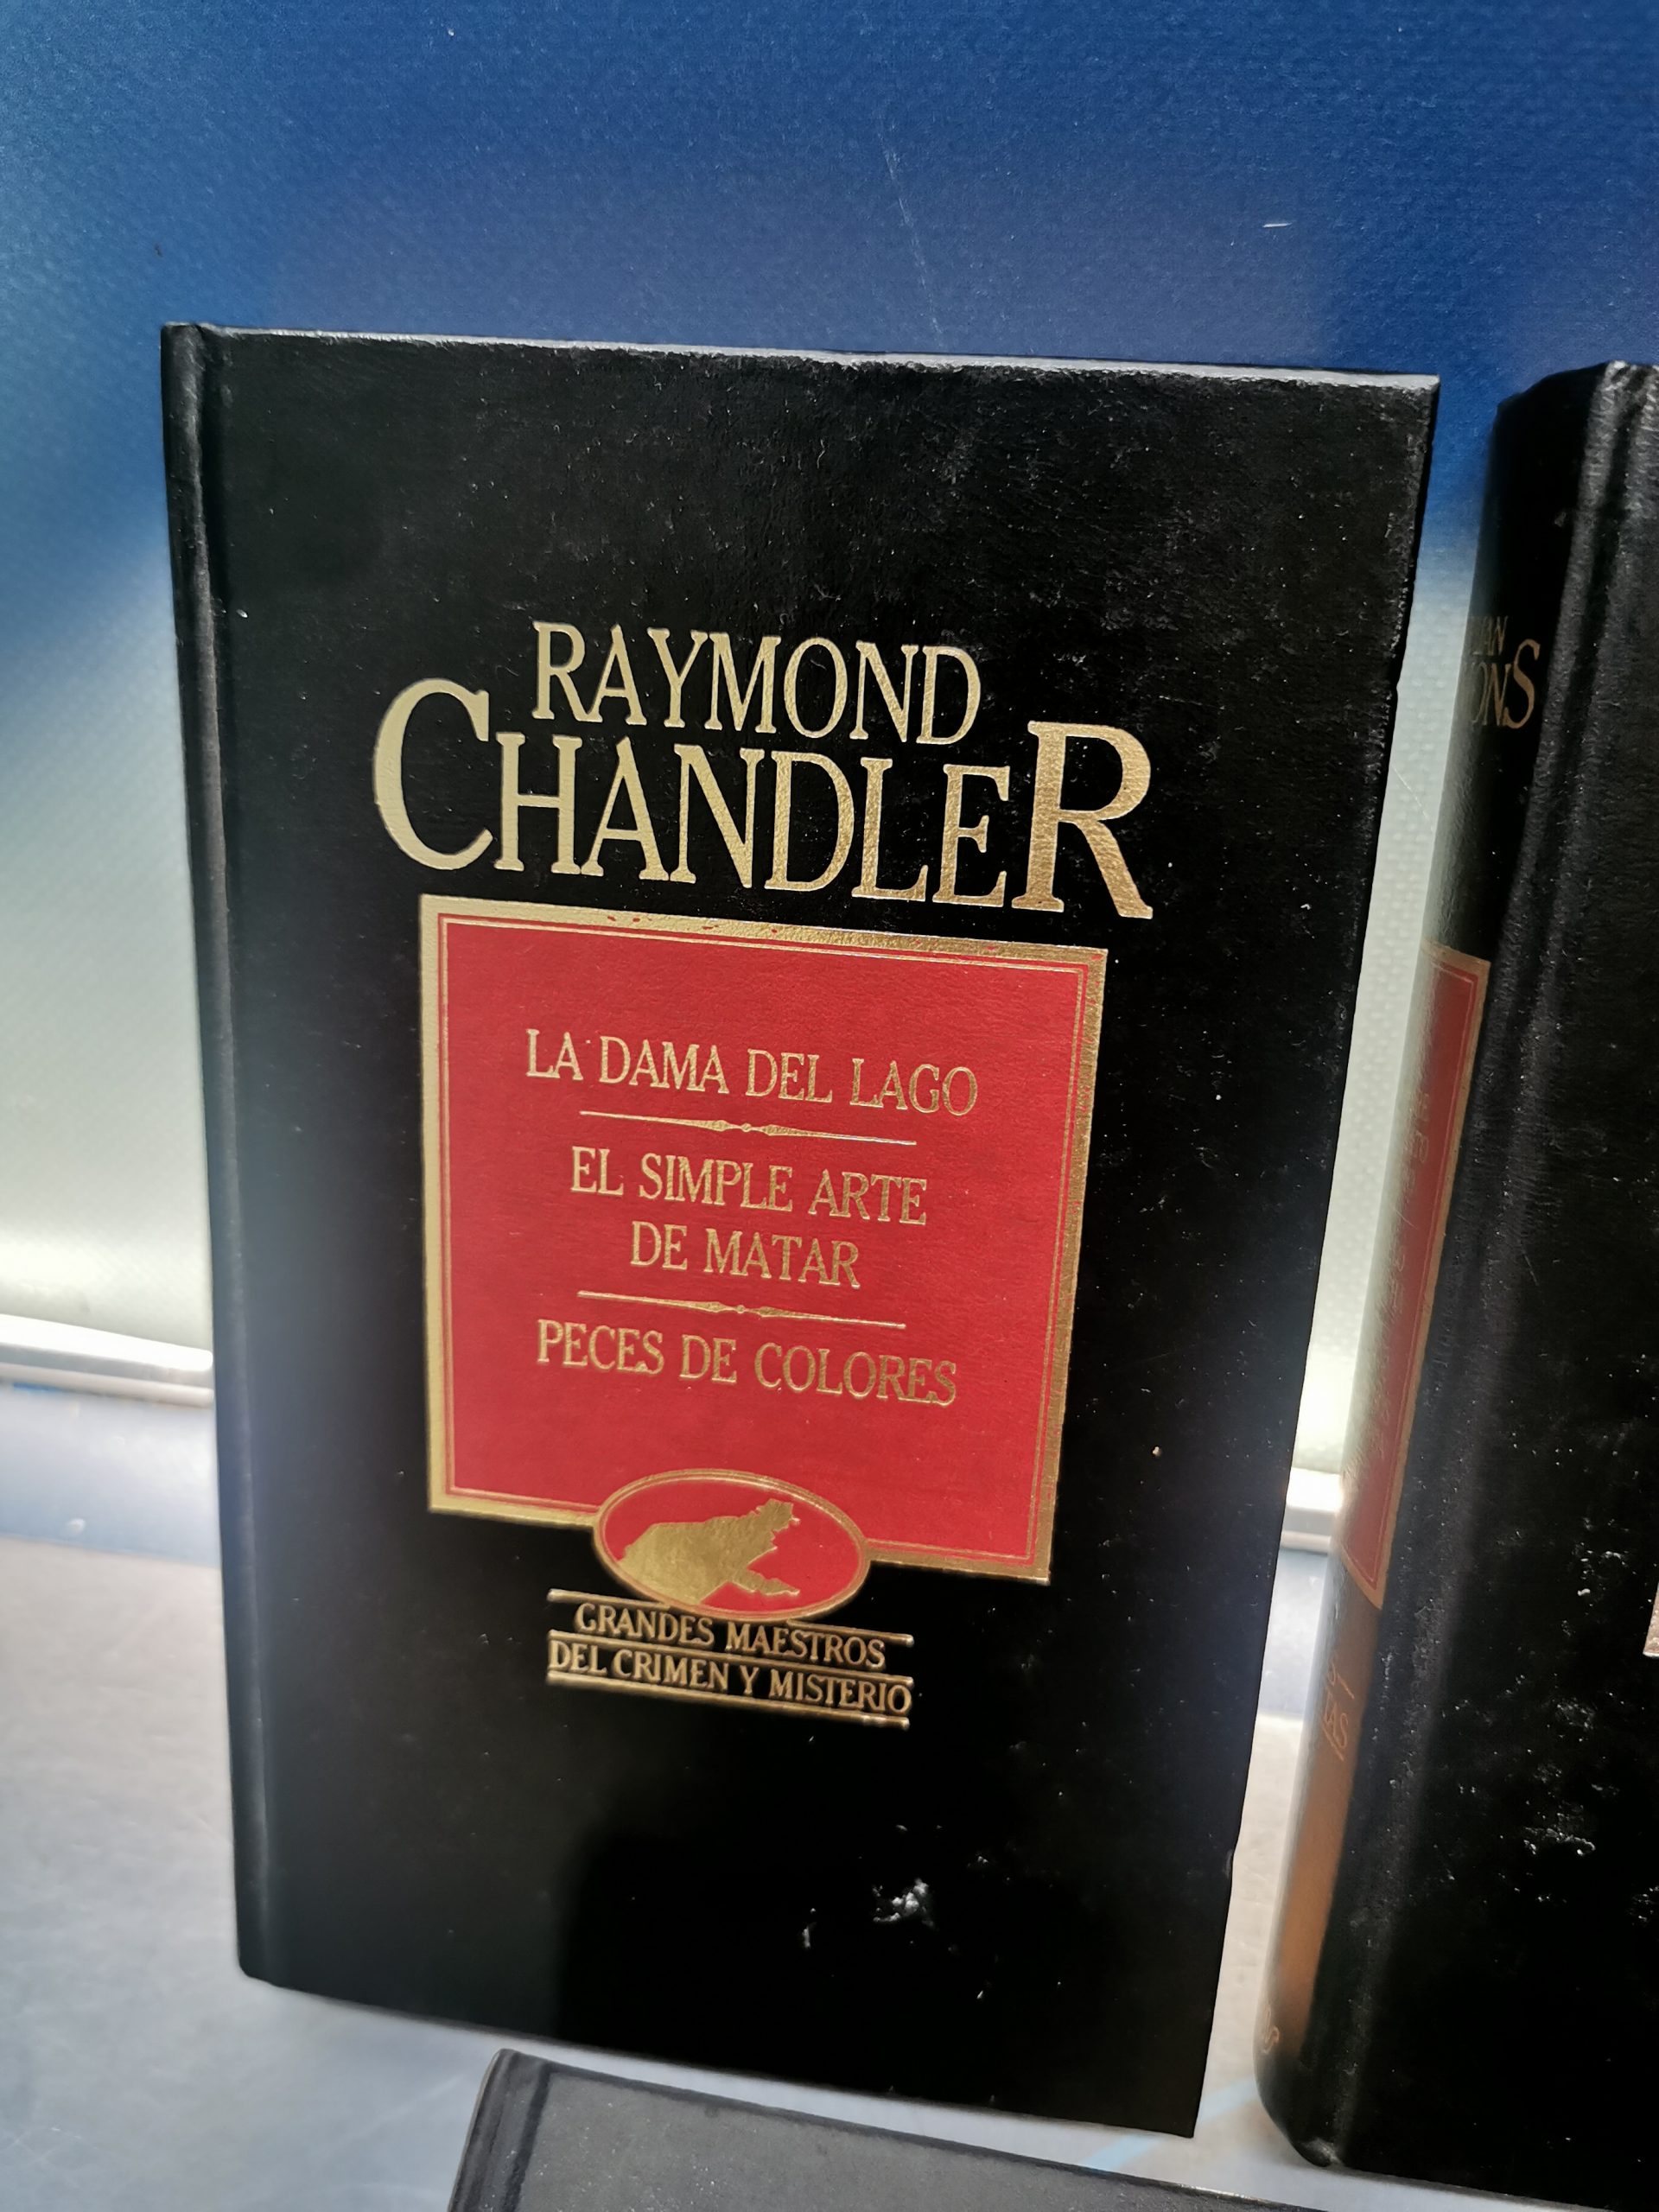 RAYMOND
CHANDLER
LA DAMA DEL LAGO
EL SIMPLE ARTE
DE MATAR
PECES DE COLORES
GRANDES MAESTROS
DEL CRIMEN Y MISTERIO